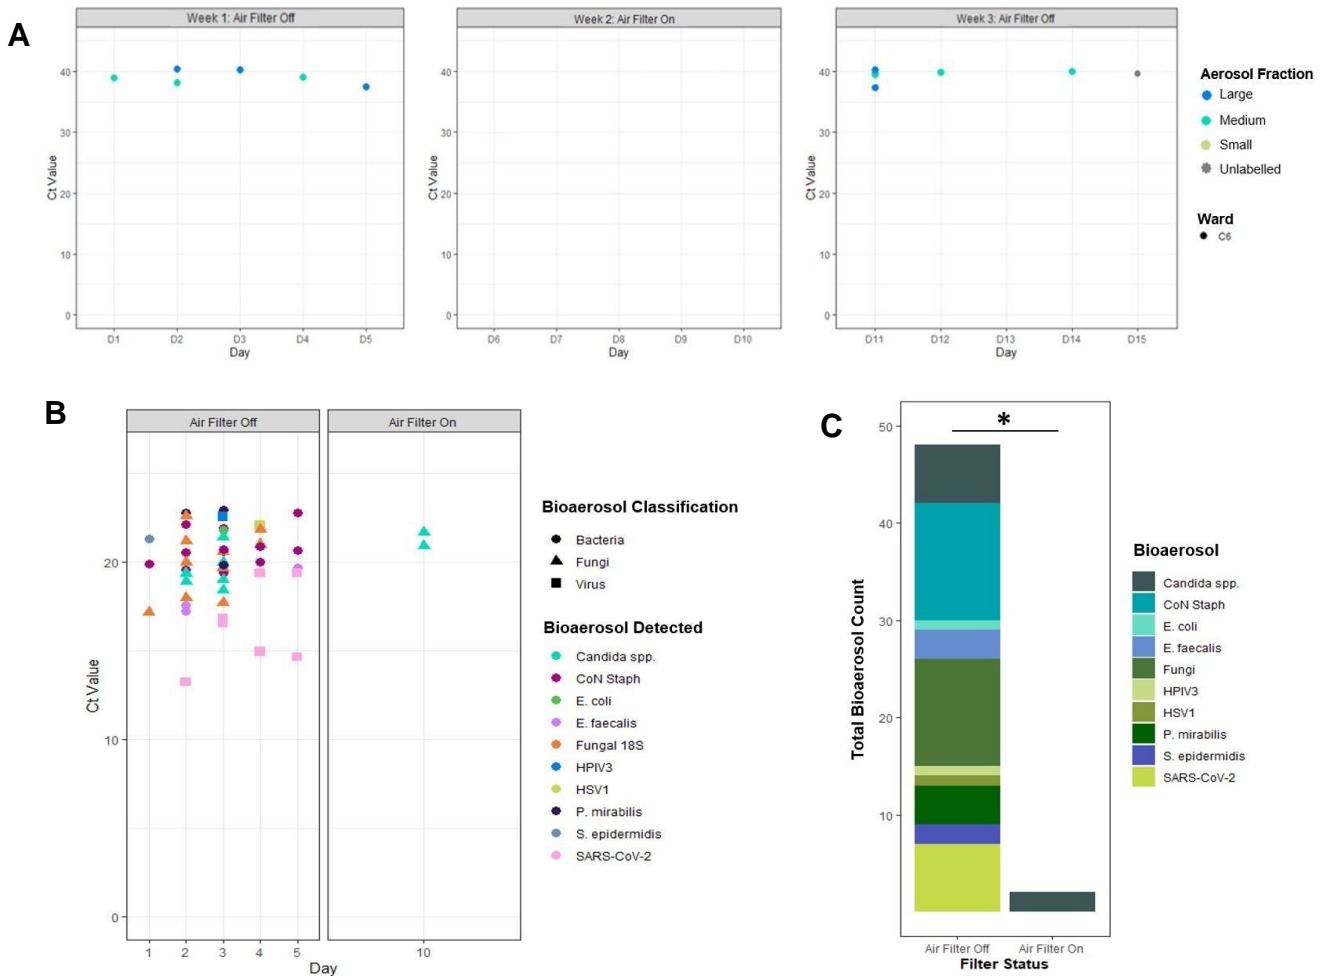 A
Week 1: Air Filter Off
Week 2: Air Filter On
Week 3: Air Filter Off
Ct Value
40
30
20
10
0
D1 D2 D3 D4 D5
Day
Ct Value
40
30
20
10
0
D6 D7 D8 D9 D10
Day
Ct Value
40
30
20
10
0
D11 D12 D13 D14 D15
Day
Aerosol Fraction
Large
Medium
Small
Unlabelled
Ward
C6
B
Air Filter Off
Air Filter On
Ct Value
20
10
0
1 2 3 4 5
10
Day
Bioaerosol Classification
Bacteria
Fungi
Virus
Bioaerosol Detected
Candida spp.
CoN Staph
E. coli
E. faecalis
Fungal 18S
HPIV3
HSV1
P. mirabilis
S. epidermidis
SARS-CoV-2
C
*
Total Bioaerosol Count
50
40
30
20
10
Air Filter Off Air Filter On
Filter Status
Bioaerosol
Candida spp.
CoN Staph
E. coli
E. faecalis
Fungi
HPIV3
HSV1
P. mirabilis
S. epidermidis
SARS-CoV-2